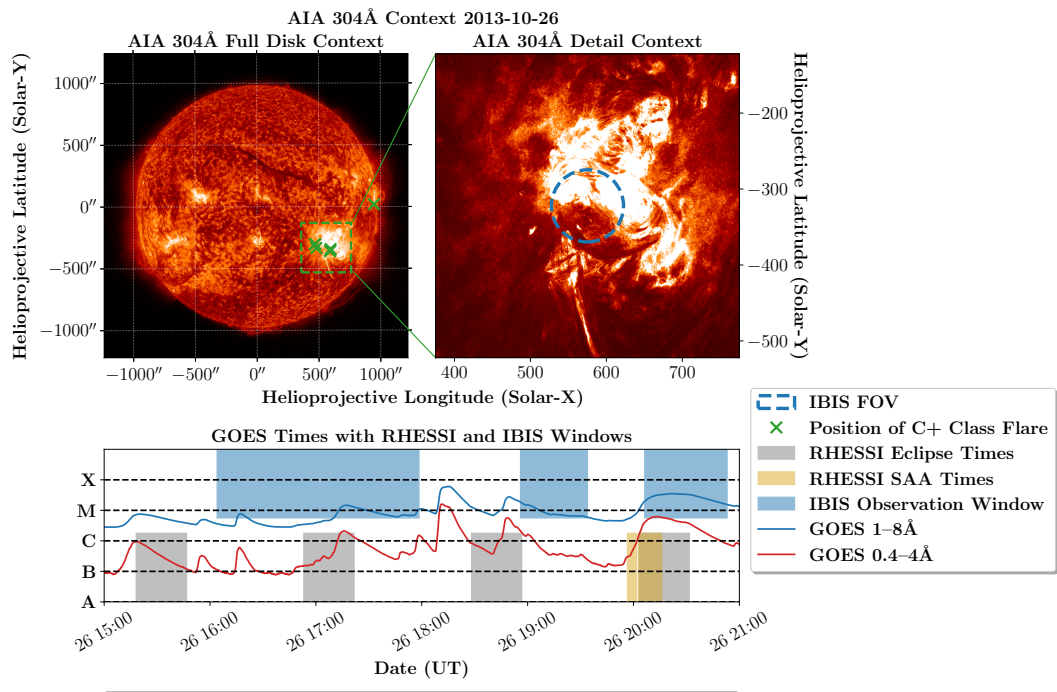 AIA 304Å Context 2013-10-26
AIA 304Å Full Disk Context
AIA 304Å Detail Context
Helioprojective Latitude (Solar-Y)
1000″
500″
0″
−500″
−1000″
−1000″ −500″ 0″ 500″ 1000″
400 500 600 700
−200
−300
−400
−500
Helioprojective Latitude (Solar-Y)
Helioprojective Longitude (Solar-X)
GOES Times with RHESSI and IBIS Windows
X
M
C
B
A
26 15:00 26 16:00 26 17:00 26 18:00 26 19:00 26 20:00 26 21:00
Date (UT)
IBIS FOV
Position of C+ Class Flare
RHESSI Eclipse Times
RHESSI SAA Times
IBIS Observation Window
GOES 1–8Å
GOES 0.4–4Å